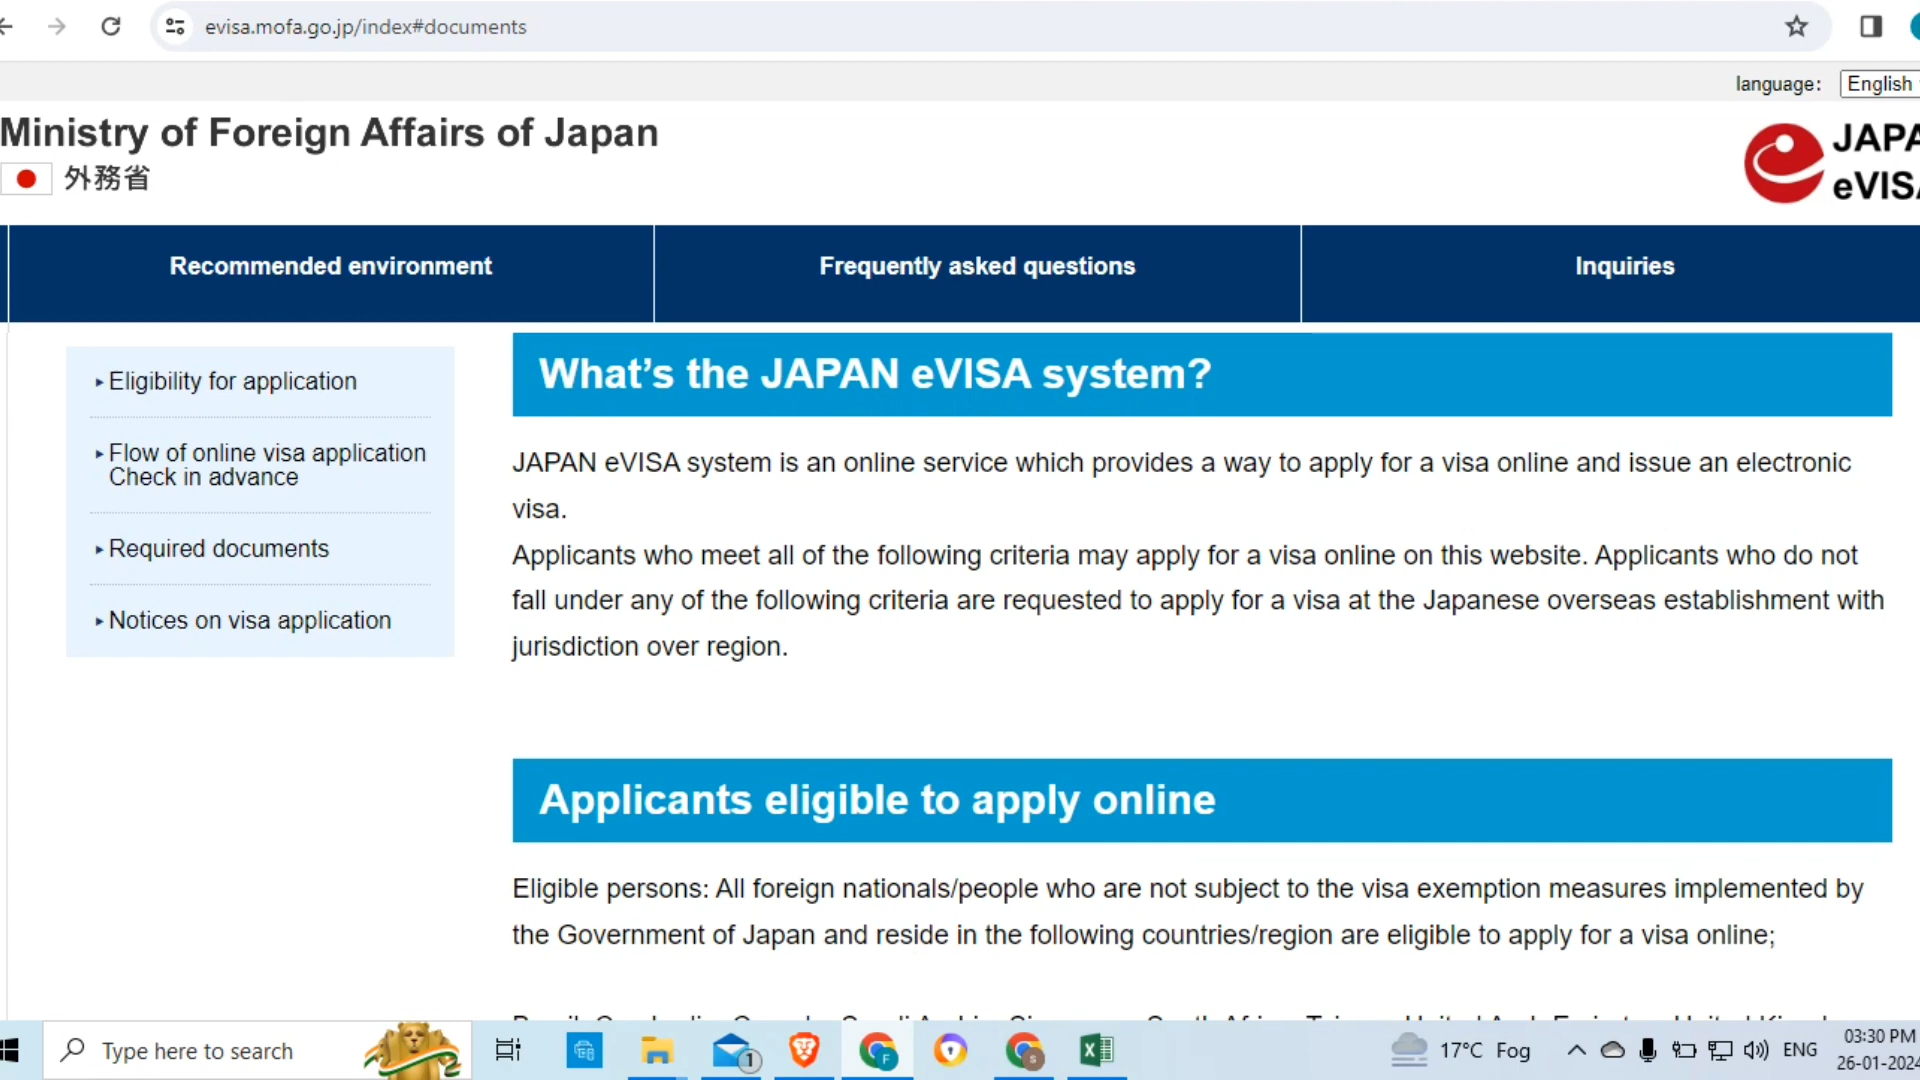 evisa.mofa.go.jp/index#documents
language: English
Ministry of Foreign Affairs of Japan
外務省
eVISA
Recommended environment
Frequently asked questions
Inquiries
Eligibility for application
Flow of online visa application
Check in advance
Required documents
Notices on visa application
What's the JAPAN eVISA system?
JAPAN eVISA system is an online service which provides a way to apply for a visa online and issue an electronic
visa.
Applicants who meet all of the following criteria may apply for a visa online on this website. Applicants who do not
fall under any of the following criteria are requested to apply for a visa at the Japanese overseas establishment with
jurisdiction over region.
Applicants eligible to apply online
Eligible persons: All foreign nationals/people who are not subject to the visa exemption measures implemented by
the Government of Japan and reside in the following countries/region are eligible to apply for a visa online;
Type here to search
1
F
S
17°C Fog
ENG
03:30 PM
26-01-2024